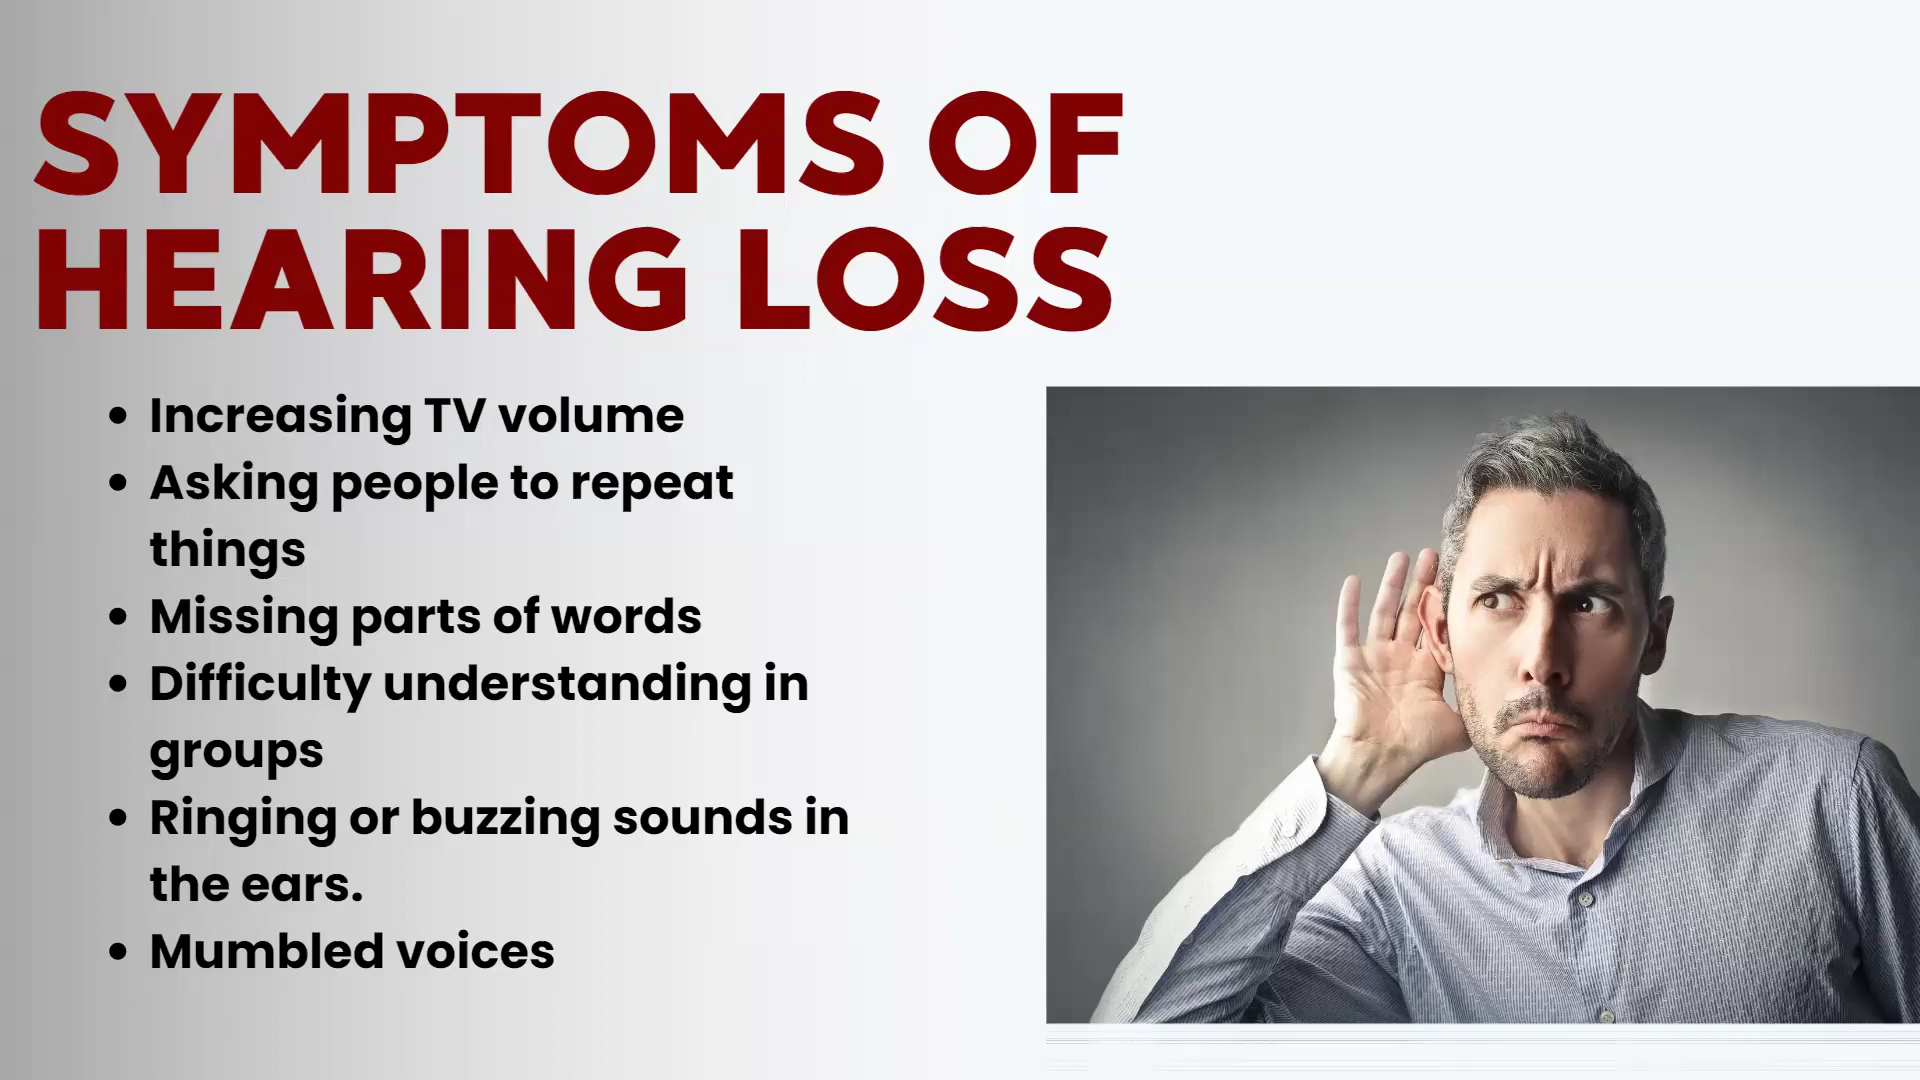 SYMPTOMS OF
HEARING LOSS
• Increasing TV volume
• Asking people to repeat
things
• Missing parts of words
• Difficulty understanding in
groups
• Ringing or buzzing sounds in
the ears.
• Mumbled voices